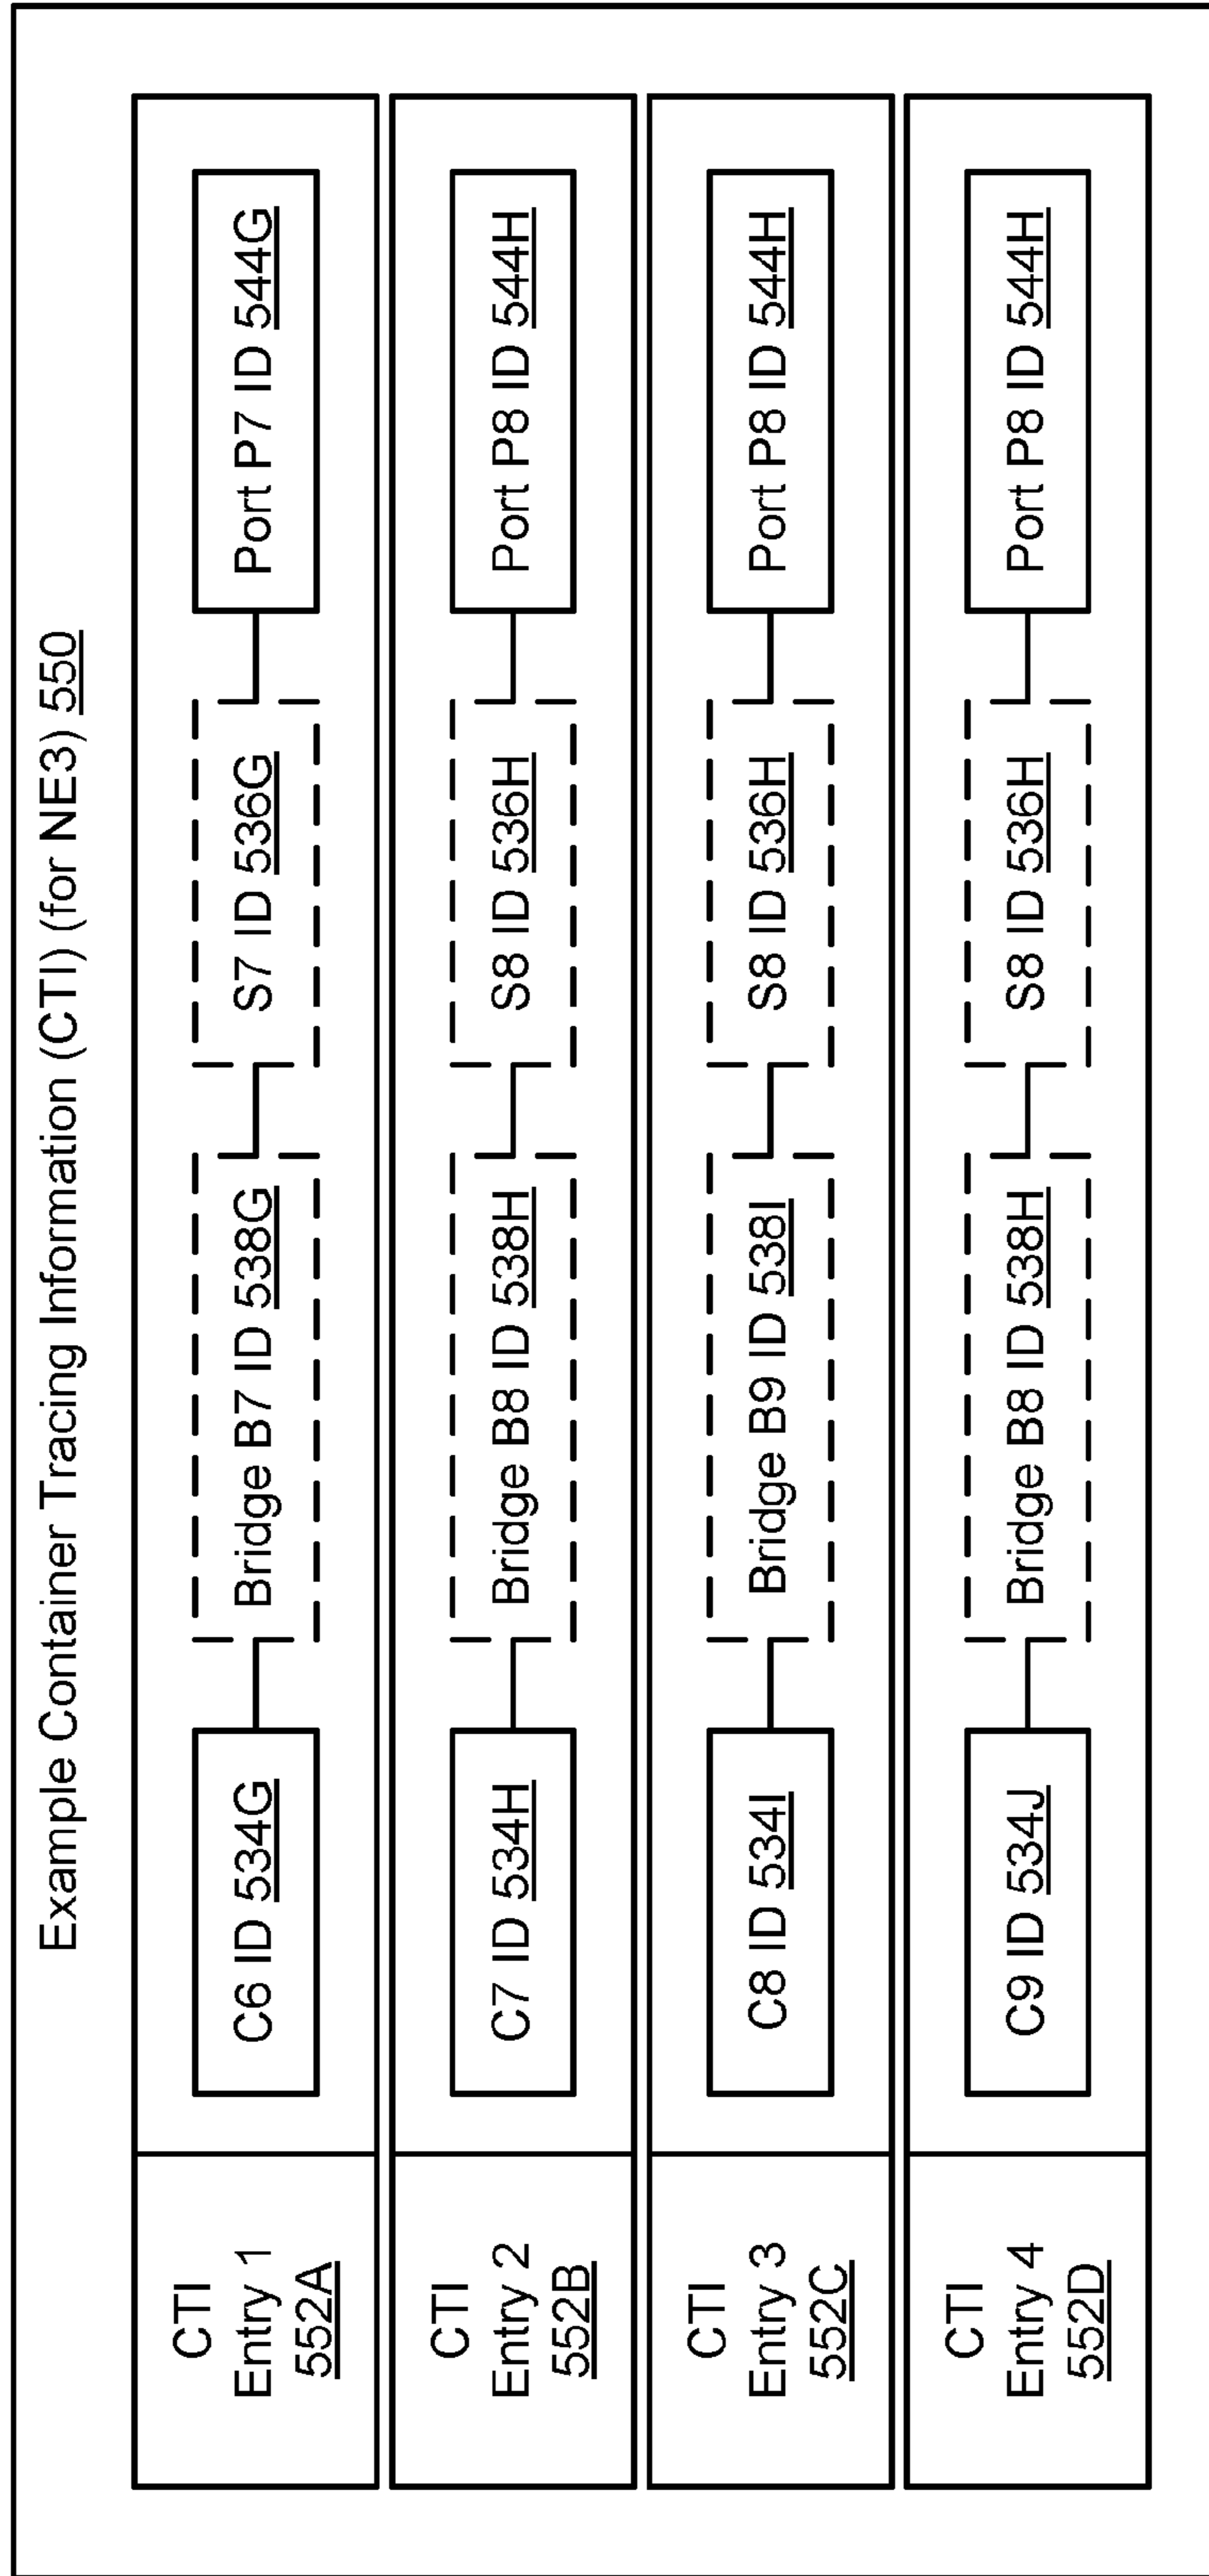 Example Container Tracing Information (CTI) (for NE3) 550
CTI
Entry 1
552A
C6 ID 534G
Bridge B7 ID 538G
S7 ID 536G
Port P7 ID 544G
CTI
Entry 2
552B
C7 ID 534H
Bridge B8 ID 538H
S8 ID 536H
Port P8 ID 544H
CTI
Entry 3
552C
C8 ID 534I
Bridge B9 ID 538I
S8 ID 536H
Port P8 ID 544H
CTI
Entry 4
552D
C9 ID 534J
Bridge B8 ID 538H
S8 ID 536H
Port P8 ID 544H